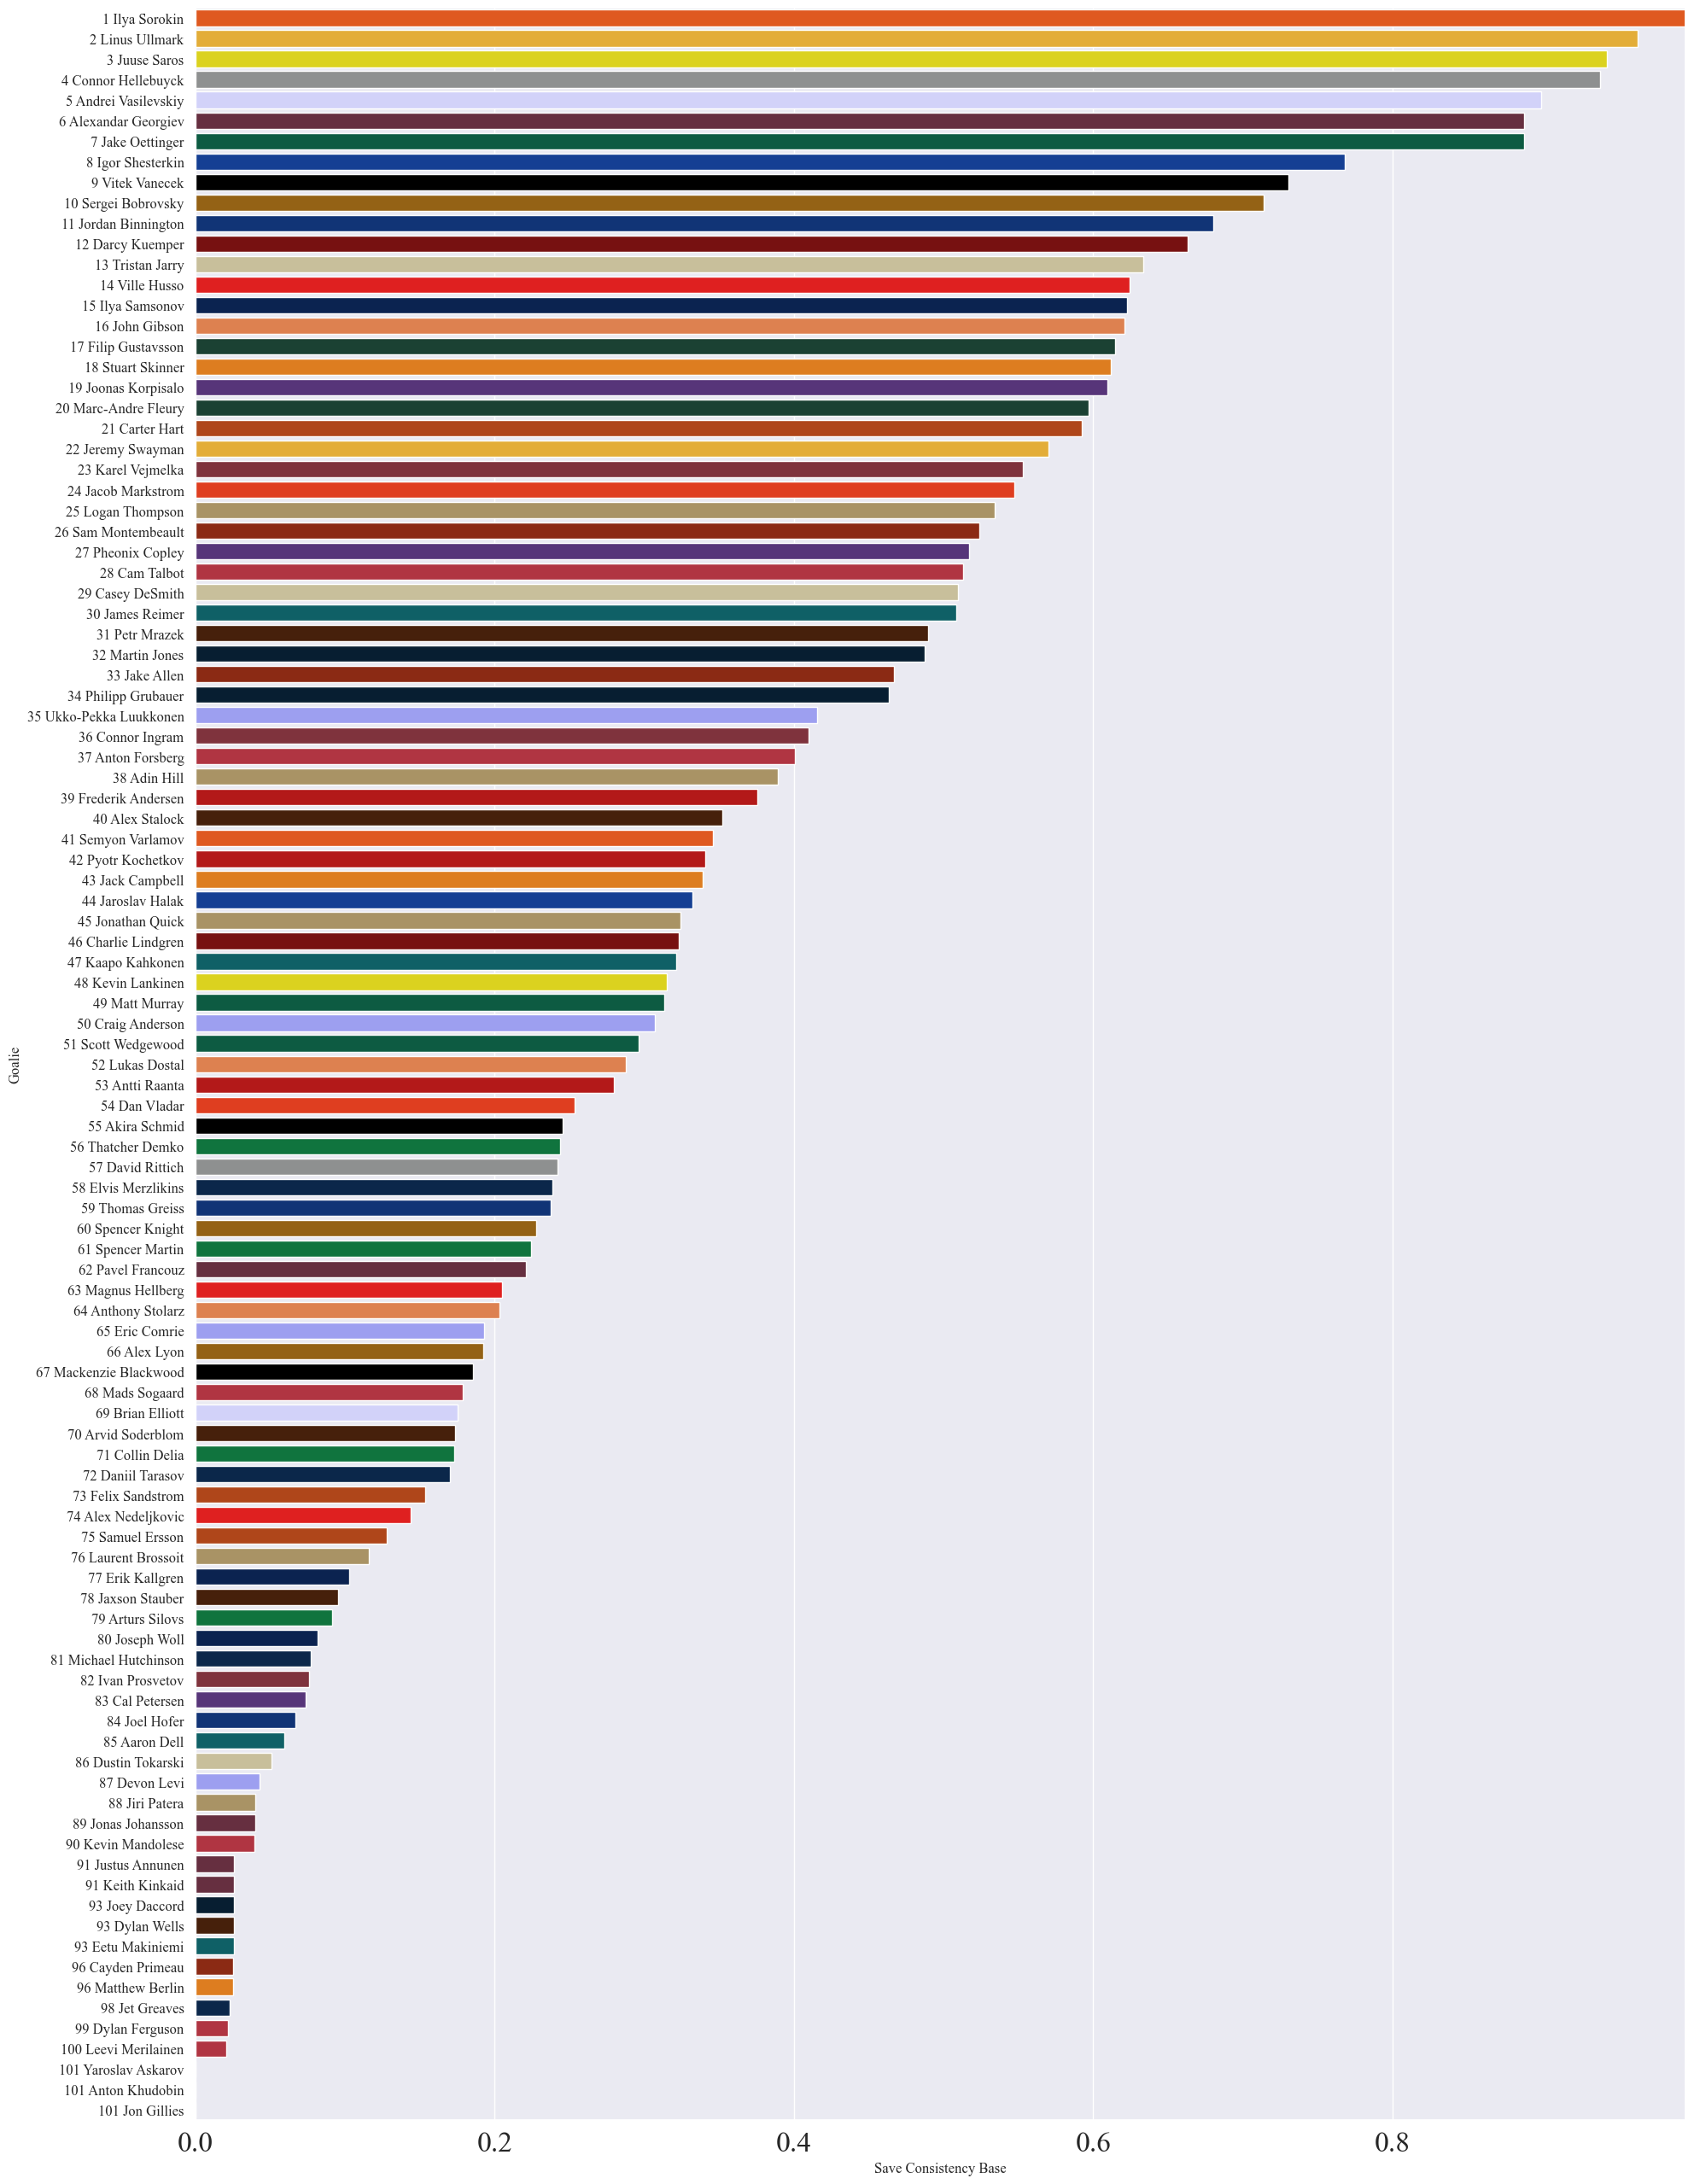 1 Ilya Sorokin
2 Linus Ullmark
3 Juuse Saros
4 Connor Hellebuyck
5 Andrei Vasilevskiy
6 Alexandar Georgiev
7 Jake Oettinger
8 Igor Shesterkin
9 Vitek Vanecek
10 Sergei Bobrovsky
11 Jordan Binnington
12 Darcy Kuemper
13 Tristan Jarry
14 Ville Husso
15 Ilya Samsonov
16 John Gibson
17 Filip Gustavsson
18 Stuart Skinner
19 Joonas Korpisalo
20 Marc-Andre Fleury
21 Carter Hart
22 Jeremy Swayman
23 Karel Vejmelka
24 Jacob Markstrom
25 Logan Thompson
26 Sam Montembeault
27 Pheonix Copley
28 Cam Talbot
29 Casey DeSmith
30 James Reimer
31 Petr Mrazek
32 Martin Jones
33 Jake Allen
34 Philipp Grubauer
35 Ukko-Pekka Luukkonen
36 Connor Ingram
37 Anton Forsberg
38 Adin Hill
39 Frederik Andersen
40 Alex Stalock
41 Semyon Varlamov
42 Pyotr Kochetkov
43 Jack Campbell
44 Jaroslav Halak
45 Jonathan Quick
46 Charlie Lindgren
47 Kaapo Kahkonen
48 Kevin Lankinen
49 Matt Murray
50 Craig Anderson
51 Scott Wedgewood
52 Lukas Dostal
53 Antti Raanta
54 Dan Vladar
55 Akira Schmid
56 Thatcher Demko
57 David Rittich
58 Elvis Merzlikins
59 Thomas Greiss
60 Spencer Knight
61 Spencer Martin
62 Pavel Francouz
63 Magnus Hellberg
64 Anthony Stolarz
65 Eric Comrie
66 Alex Lyon
67 Mackenzie Blackwood
68 Mads Sogaard
69 Brian Elliott
70 Arvid Soderblom
71 Collin Delia
72 Daniil Tarasov
73 Felix Sandstrom
74 Alex Nedeljkovic
75 Samuel Ersson
76 Laurent Brossoit
77 Erik Kallgren
78 Jaxson Stauber
79 Arturs Silovs
80 Joseph Woll
81 Michael Hutchinson
82 Ivan Prosvetov
83 Cal Petersen
84 Joel Hofer
85 Aaron Dell
86 Dustin Tokarski
87 Devon Levi
88 Jiri Patera
89 Jonas Johansson
90 Kevin Mandolese
91 Justus Annunen
91 Keith Kinkaid
93 Joey Daccord
93 Dylan Wells
93 Eetu Makiniemi
96 Cayden Primeau
96 Matthew Berlin
98 Jet Greaves
99 Dylan Ferguson
100 Leevi Merilainen
101 Yaroslav Askarov
101 Anton Khudobin
101 Jon Gillies
Goalie
0.0 0.2 0.4 0.6 0.8
Save Consistency Base